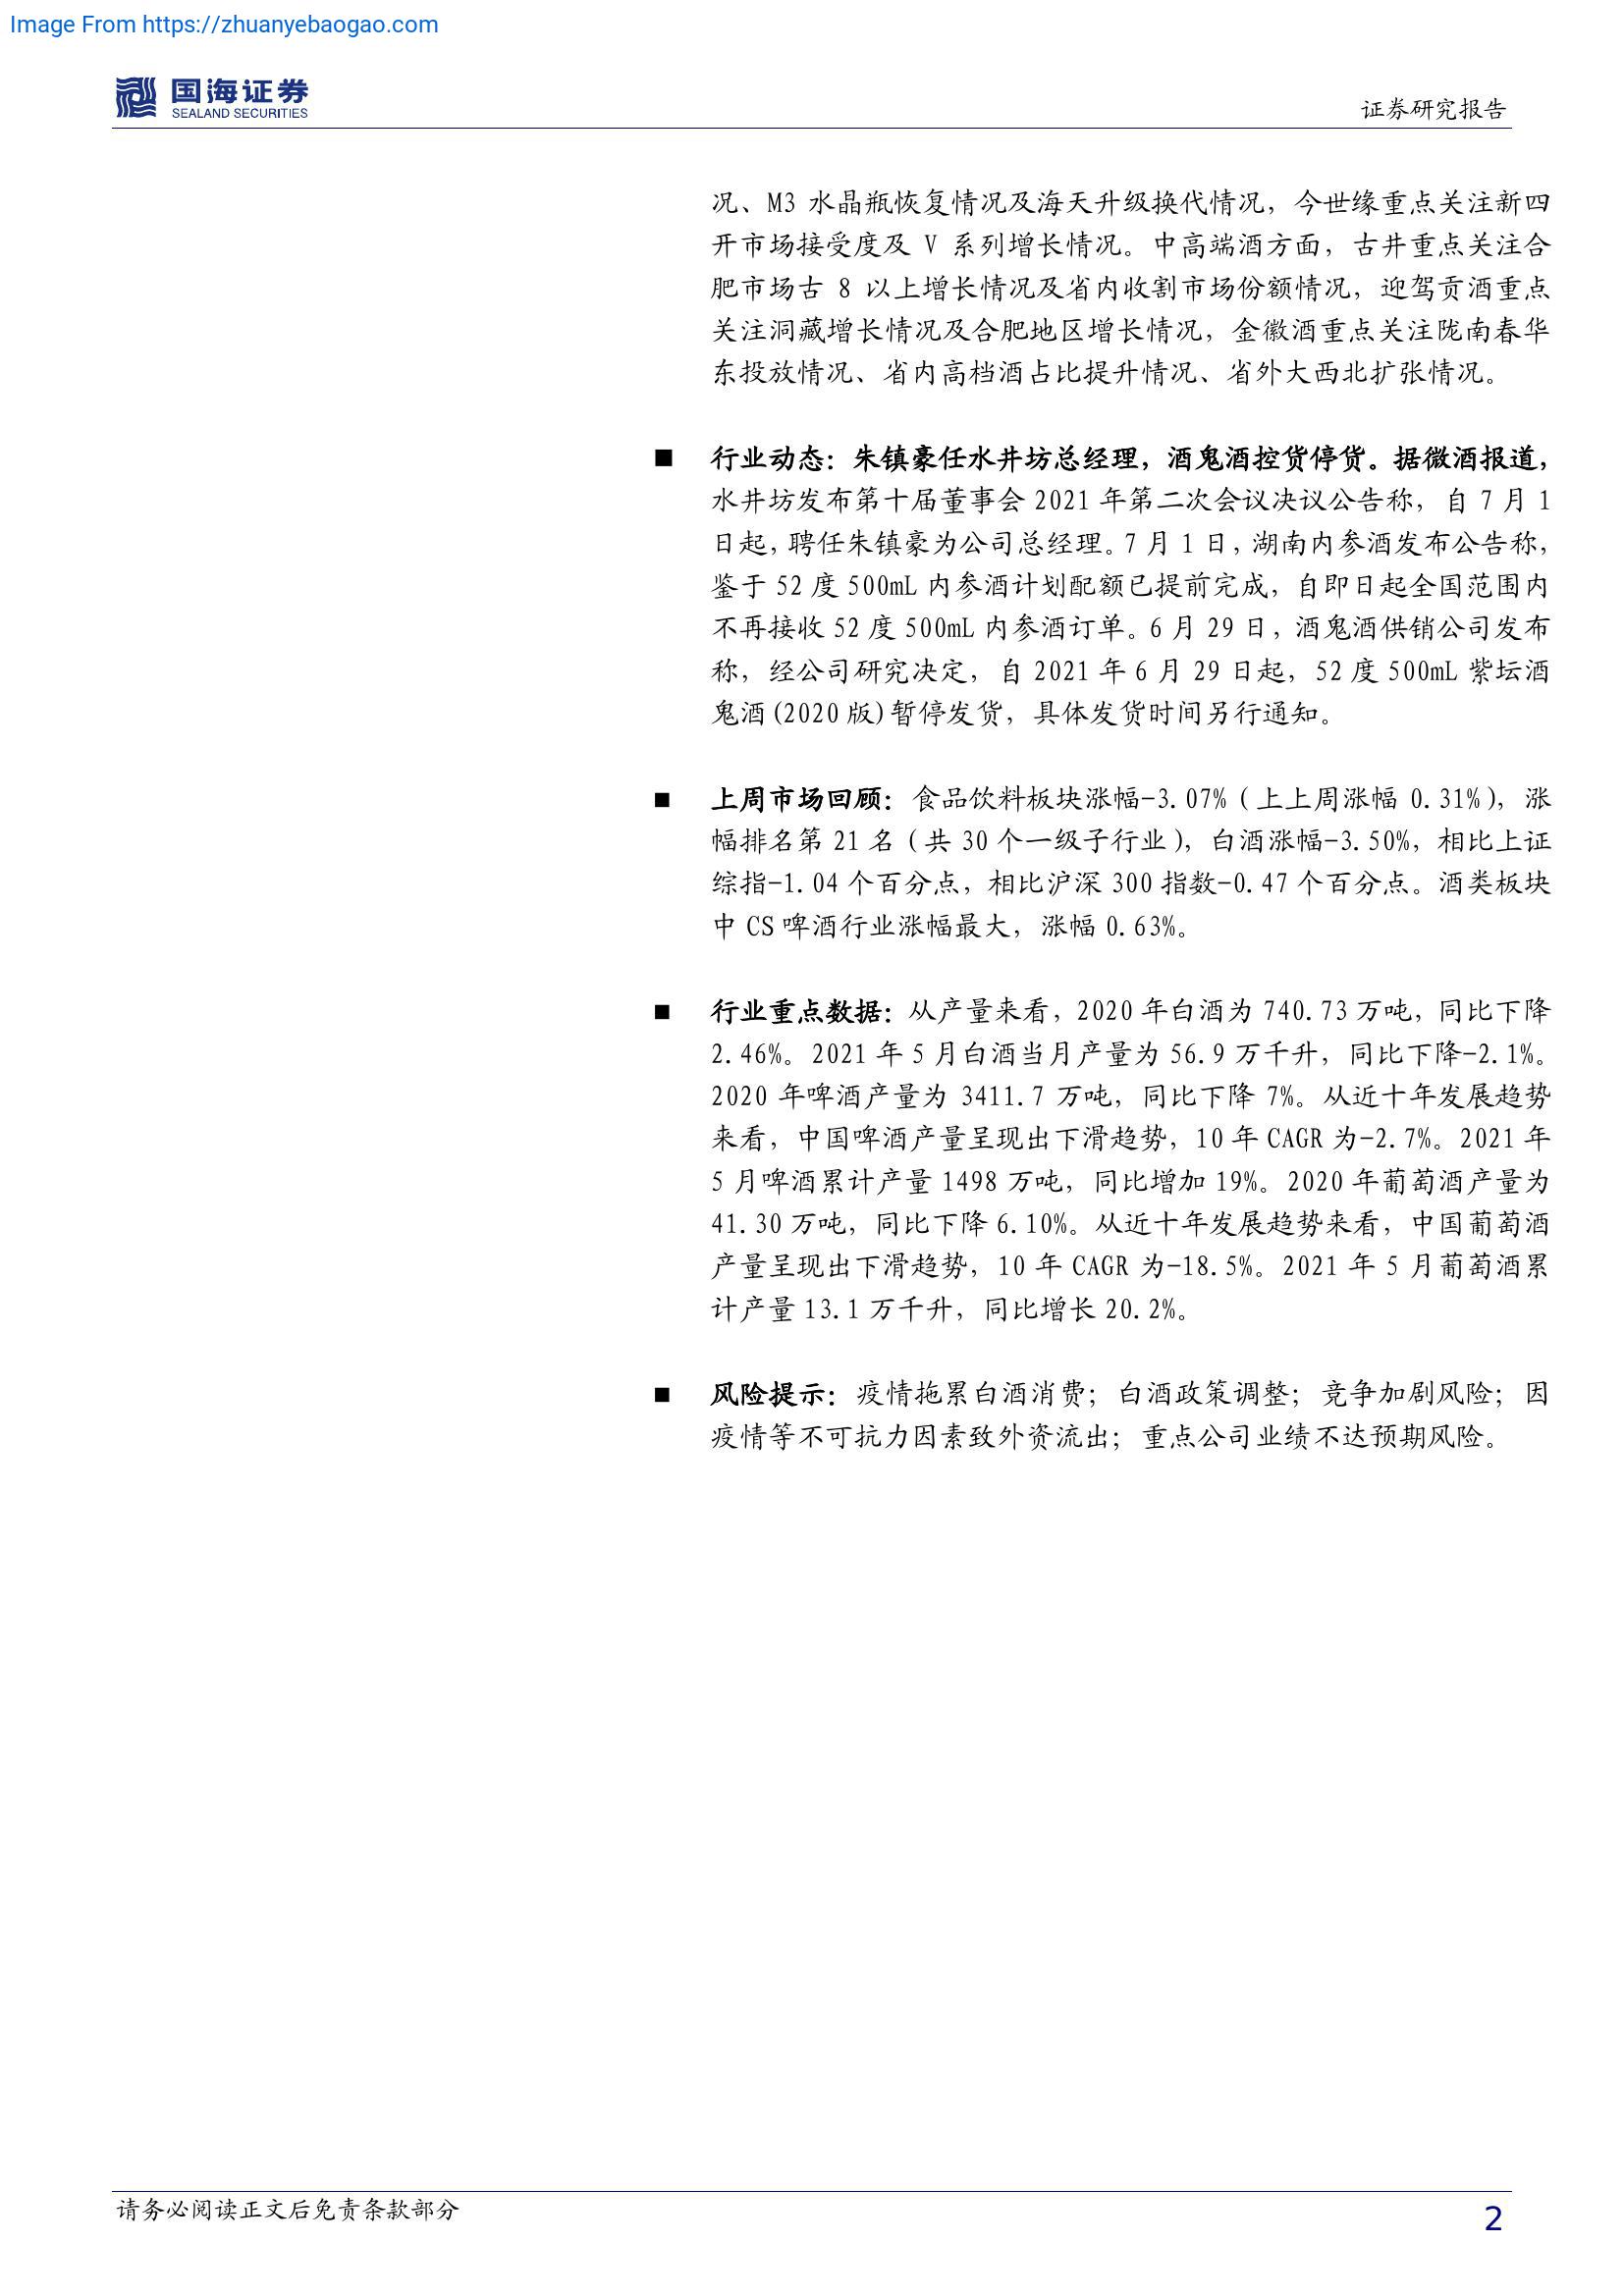 Image From https://zhuanyebaogao.com
国海证券
SEALAND SECURITIES
证券研究报告
况、M3 水晶瓶恢复情况及海天升级换代情况，今世缘重点关注新四
开市场接受度及 V 系列增长情况。中高端酒方面，古井重点关注合
肥市场古 8 以上增长情况及省内收割市场份额情况，迎驾贡酒重点
关注洞藏增长情况及合肥地区增长情况，金徽酒重点关注陇南春华
东投放情况、省内高档酒占比提升情况、省外大西北扩张情况。
■ 行业动态：朱镇豪任水井坊总经理，酒鬼酒控货停货。据微酒报道，
水井坊发布第十届董事会 2021 年第二次会议决议公告称，自 7 月 1
日起，聘任朱镇豪为公司总经理。7 月 1 日，湖南内参酒发布公告称，
鉴于 52 度 500mL 内参酒计划配额已提前完成，自即日起全国范围内
不再接收 52 度 500mL 内参酒订单。6 月 29 日，酒鬼酒供销公司发布
称，经公司研究决定，自 2021 年 6 月 29 日起，52 度 500mL 紫坛酒
鬼酒(2020 版)暂停发货，具体发货时间另行通知。
■ 上周市场回顾：食品饮料板块涨幅-3.07%（上上周涨幅 0.31%），涨
幅排名第 21 名（共 30 个一级子行业），白酒涨幅-3.50%，相比上证
综指-1.04 个百分点，相比沪深 300 指数-0.47 个百分点。酒类板块
中 CS 啤酒行业涨幅最大，涨幅 0.63%。
■ 行业重点数据：从产量来看，2020 年白酒为 740.73 万吨，同比下降
2.46%。2021 年 5 月白酒当月产量为 56.9 万千升，同比下降-2.1%。
2020 年啤酒产量为 3411.7 万吨，同比下降 7%。从近十年发展趋势
来看，中国啤酒产量呈现出下滑趋势，10 年 CAGR 为-2.7%。2021 年
5 月啤酒累计产量 1498 万吨，同比增加 19%。2020 年葡萄酒产量为
41.30 万吨，同比下降 6.10%。从近十年发展趋势来看，中国葡萄酒
产量呈现出下滑趋势，10 年 CAGR 为-18.5%。2021 年 5 月葡萄酒累
计产量 13.1 万千升，同比增长 20.2%。
■ 风险提示：疫情拖累白酒消费；白酒政策调整；竞争加剧风险；因
疫情等不可抗力因素致外资流出；重点公司业绩不达预期风险。
请务必阅读正文后免责条款部分
2